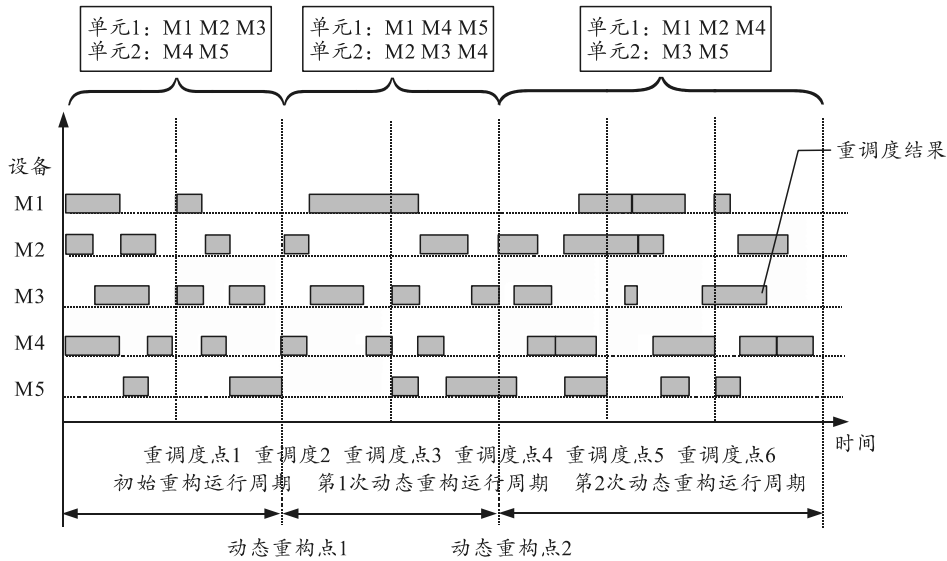 单元1：M1 M2 M3
单元2：M4 M5
单元1：M1 M4 M5
单元2：M2 M3 M4
单元1：M1 M2 M4
单元2：M3 M5
设备
重调度结果
M1
M2
M3
M4
M5
时间
重调度点1 重调度2 重调度点3 重调度点4 重调度点5 重调度点6
初始重构运行周期 第1次动态重构运行周期 第2次动态重构运行周期
动态重构点1 动态重构点2